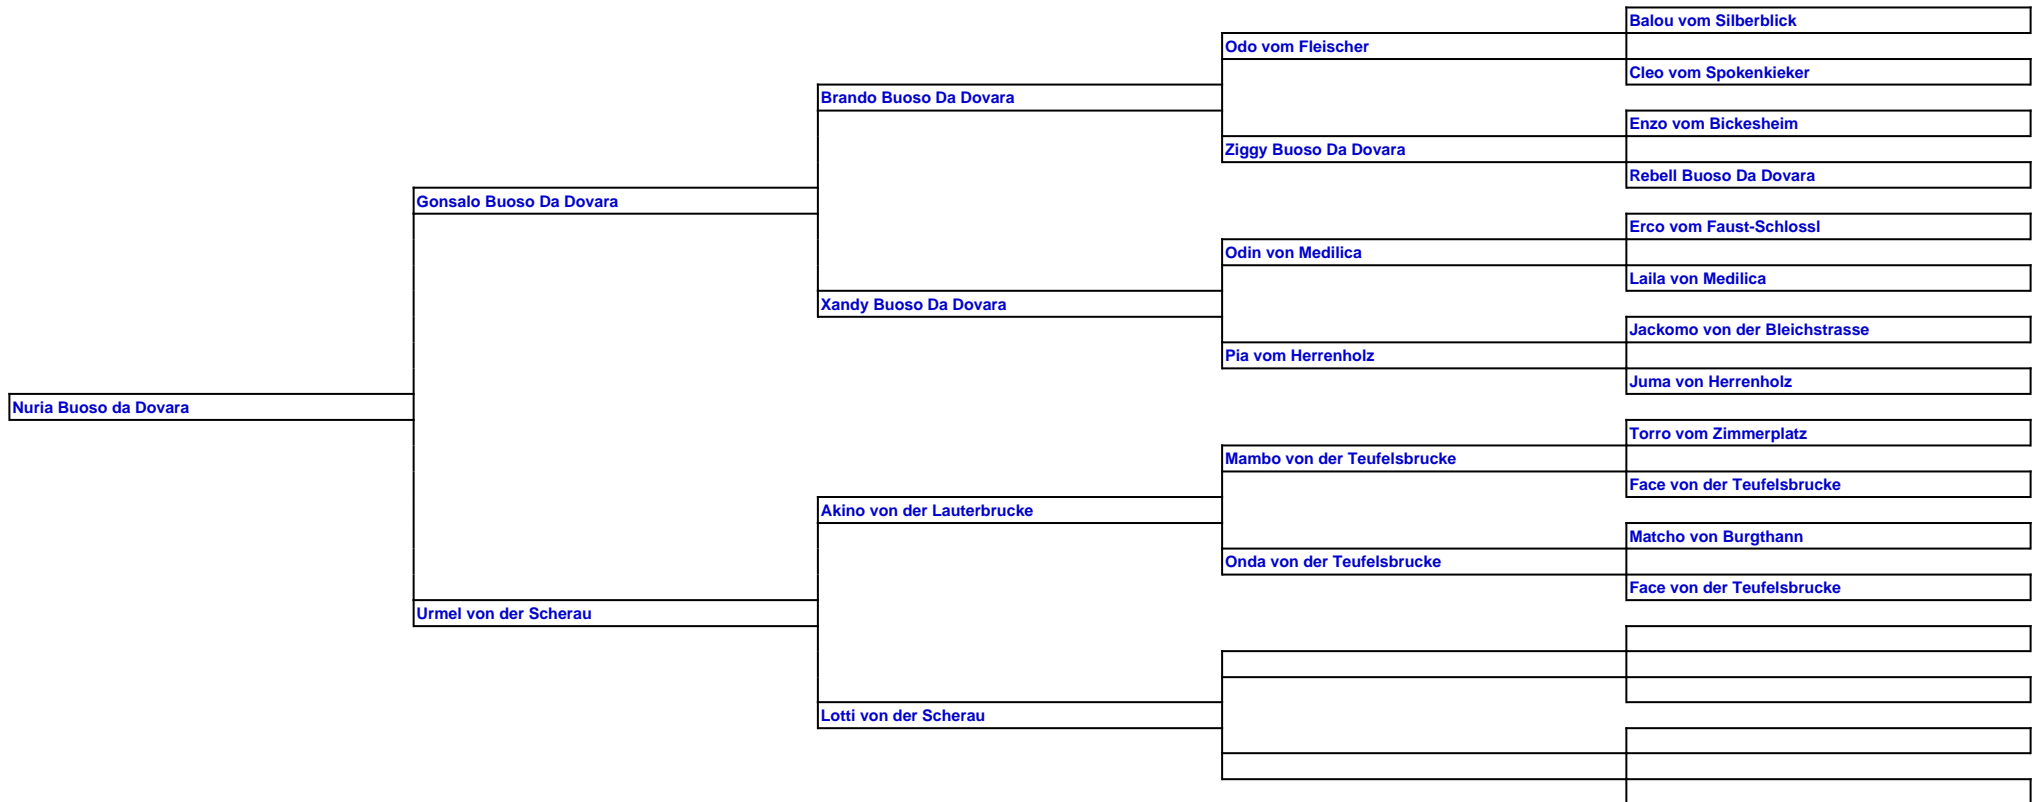 Balou vom Silberblick
Odo vom Fleischer
Cleo vom Spokenkieker
Brando Buoso Da Dovara
Enzo vom Bickesheim
Ziggy Buoso Da Dovara
Rebell Buoso Da Dovara
Gonsalo Buoso Da Dovara
Erco vom Faust-Schlossl
Odin von Medilica
Laila von Medilica
Xandy Buoso Da Dovara
Jackomo von der Bleichstrasse
Pia vom Herrenholz
Juma von Herrenholz
Nuria Buoso da Dovara
Torro vom Zimmerplatz
Mambo von der Teufelsbrucke
Face von der Teufelsbrucke
Akino von der Lauterbrucke
Matcho von Burgthann
Onda von der Teufelsbrucke
Face von der Teufelsbrucke
Urmel von der Scherau
Lotti von der Scherau